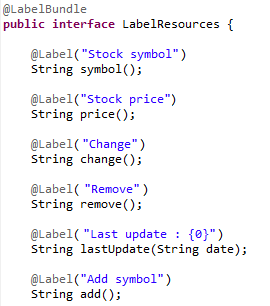 @LabelBundle
public interface LabelResources {
@Label("Stock symbol")
String symbol();
@Label("Stock price")
String price();
@Label("Change")
String change();
@Label( "Remove" )
String remove();
@Label( "Last update : {0}")
String lastUpdate(String date);
@Label("Add symbol")
String add();